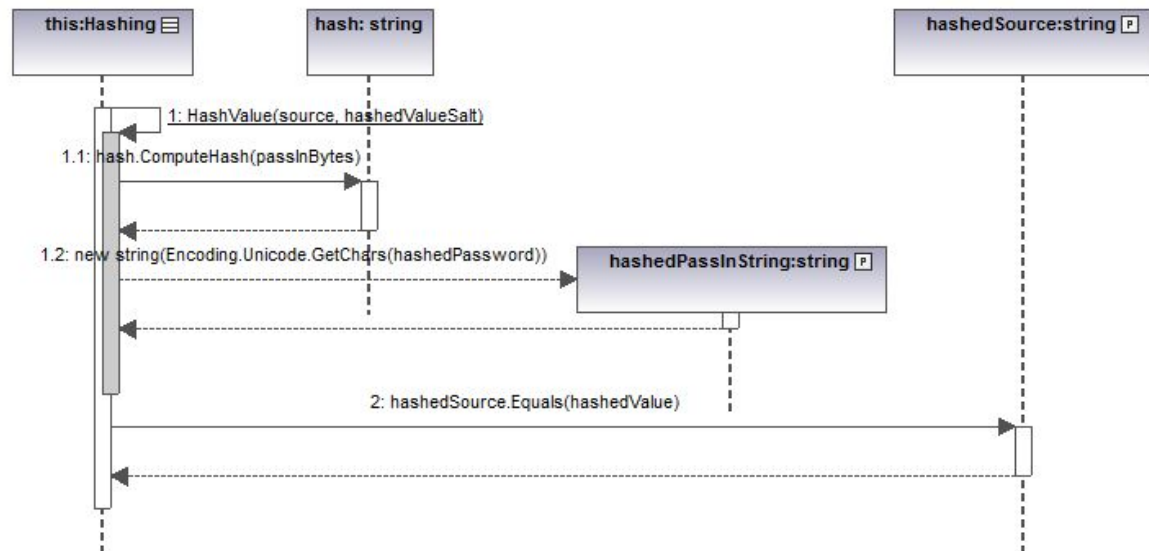 this:Hashing
hash: string
hashedSource:string P
1: HashValue(source, hashedValueSalt)
1.1: hash.ComputeHash(passInBytes)
1.2: new string(Encoding.Unicode.GetChars(hashedPassword))
hashedPassInString:string P
2: hashedSource.Equals(hashedValue)